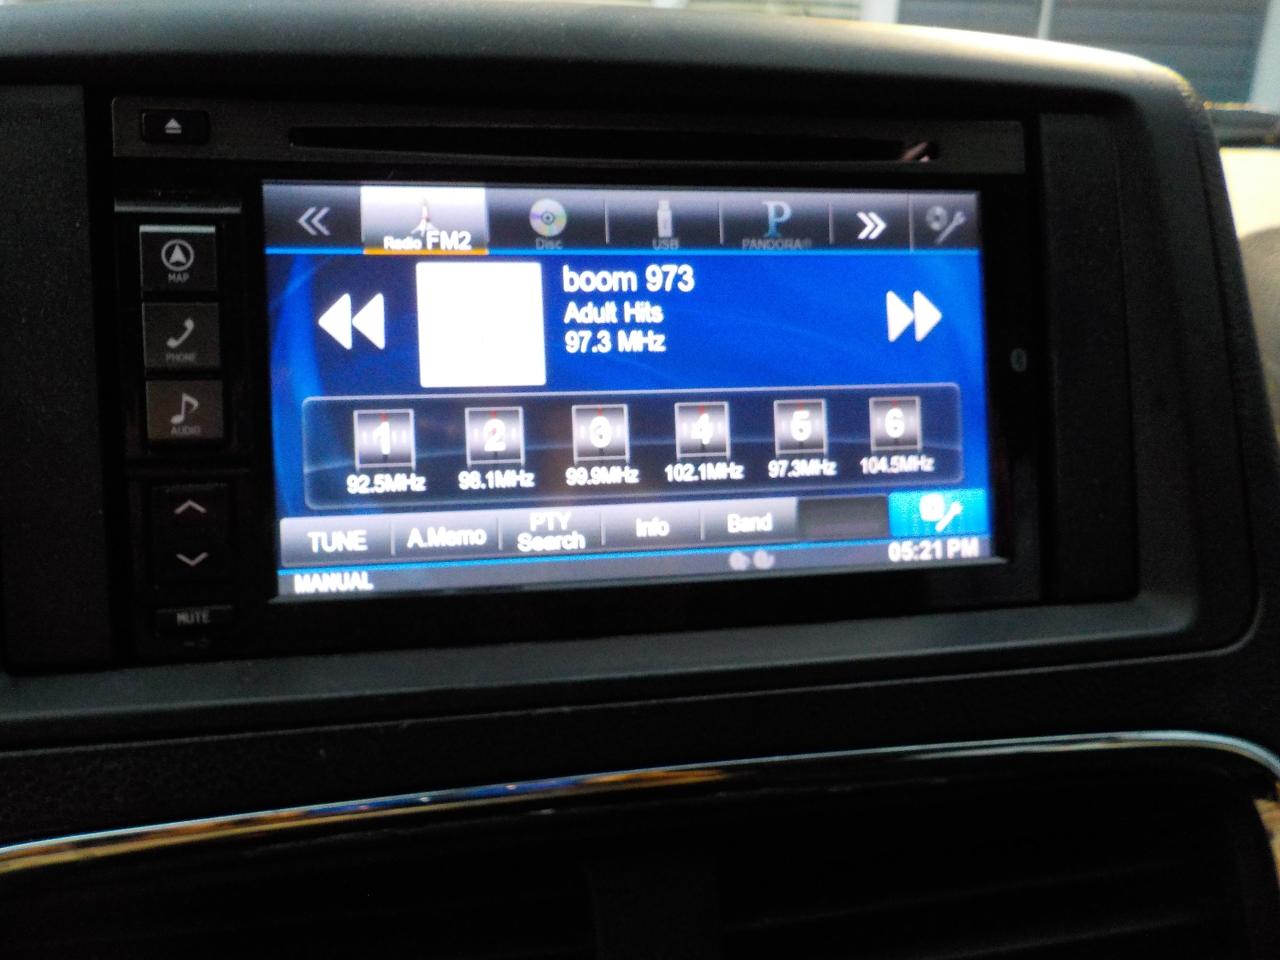 Radio FM2
Disc
USB
PANDORA®
boom 973
Adult Hits
97.3 MHz
MAP
PHONE
AUDIO
1
2
3
4
5
6
92.5MHz
98.1MHz
99.9MHz
102.1MHz
97.3MHz
104.5MHz
TUNE
A.Memo
PTY
Search
Info
Band
05:21 PM
MANUAL
MUTE